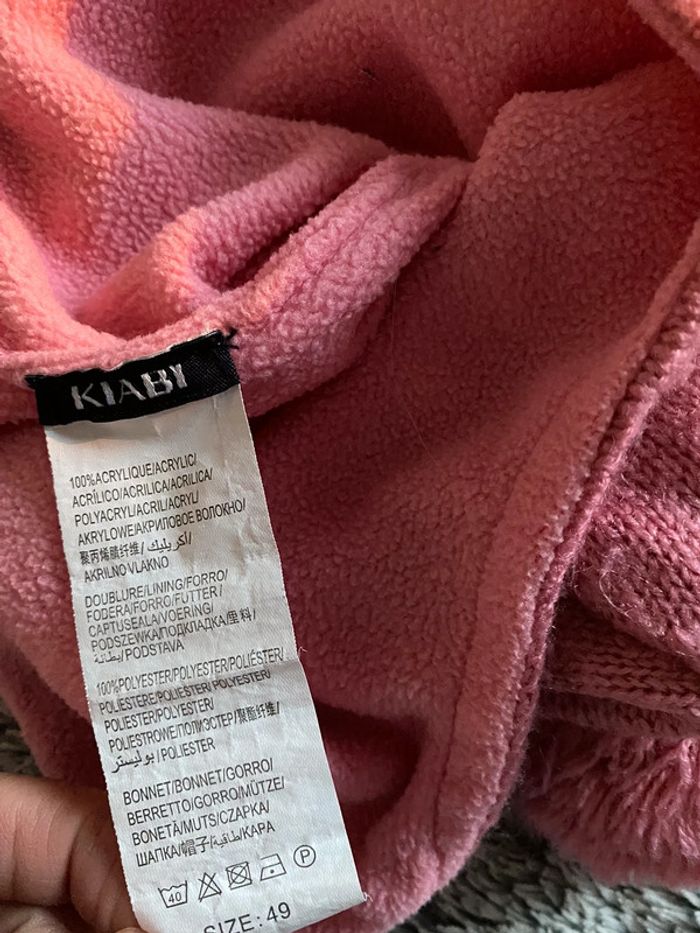 KIABI
100%ACRYLIQUE/ACRYLIC/
ACRÍLICO/ACRILICA/ACRILICA/
POLYACRYL/ACRIL/ACRYL/
AKRYLOWE/АКРИЛОВОЕ ВОЛОКНО/
聚丙烯腈纤维/اكريليك/
AKRILNO VLAKNO
DOUBLURE/LINING/FORRO/
FODERA/FORRO/FUTTER/
CAPTUSEALA/VOERING/
PODSZEWKA/ПОДКЛАДКА/里料/
بطانة/PODSTAVA
100%POLYESTER/POLYESTER/POLIÉSTER/
POLIESTERE/POLIÉSTER/POLYESTER/
POLIESTER/POLYESTER/
POLIESTROWE/ПОЛИЭСТЕР/聚酯纤维/
بوليستر/POLIESTER
BONNET/BONNET/GORRO/
BERRETTO/GORRO/MÜTZE/
BONETĂ/MUTS/CZAPKA/
ШАПКА/帽子/طاقية/KAPA
40 P
SIZE: 49